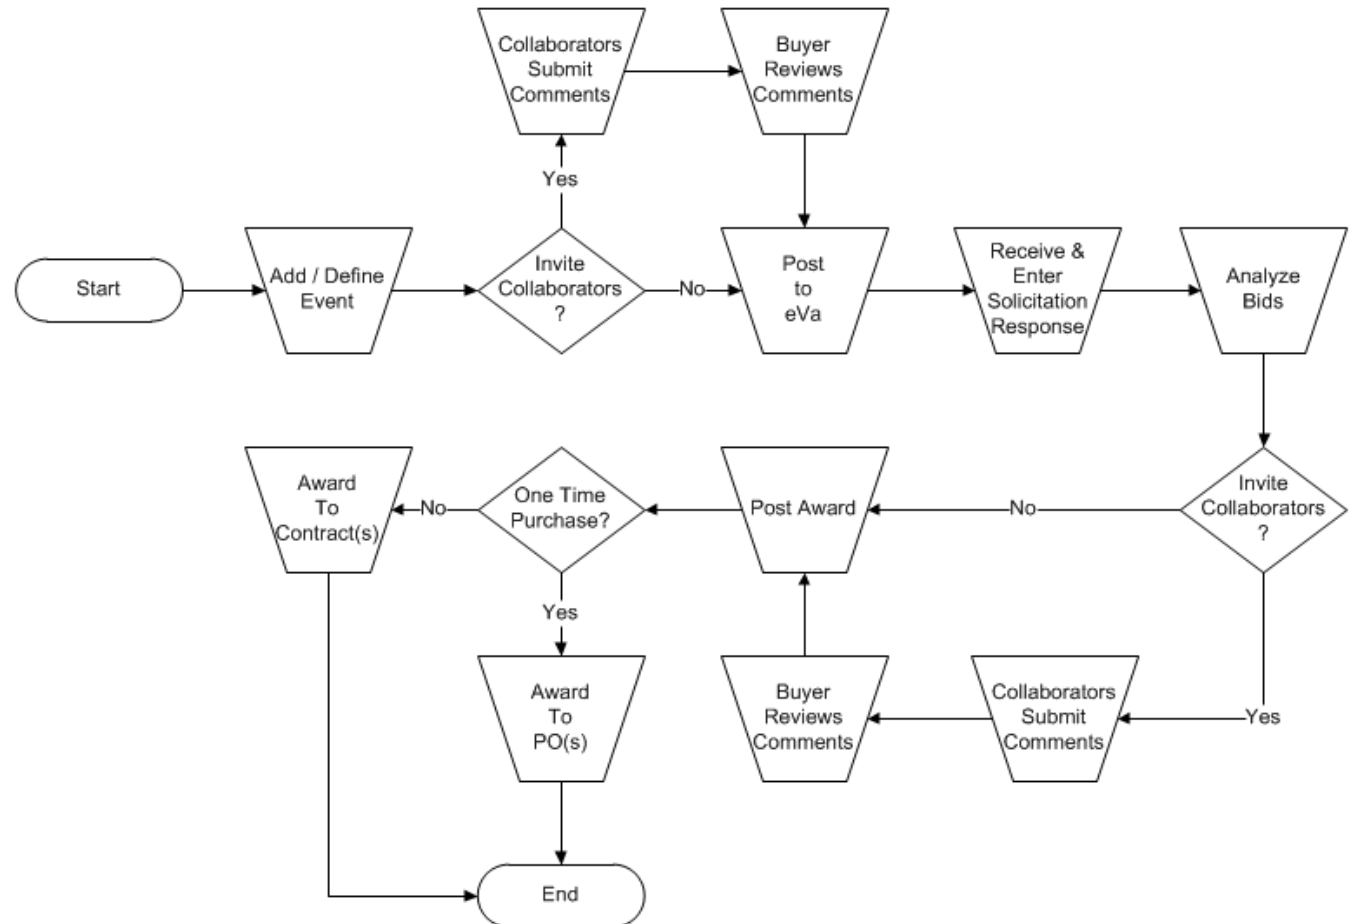 Collaborators
Submit
Comments
Buyer
Reviews
Comments
Yes
Start
Add / Define
Event
Invite
Collaborators
?
No
Post
to
eVa
Receive &
Enter
Solicitation
Response
Analyze
Bids
Award
To
Contract(s)
No
One Time
Purchase?
Post Award
No
Invite
Collaborators
?
Yes
Award
To
PO(s)
Buyer
Reviews
Comments
Collaborators
Submit
Comments
Yes
End